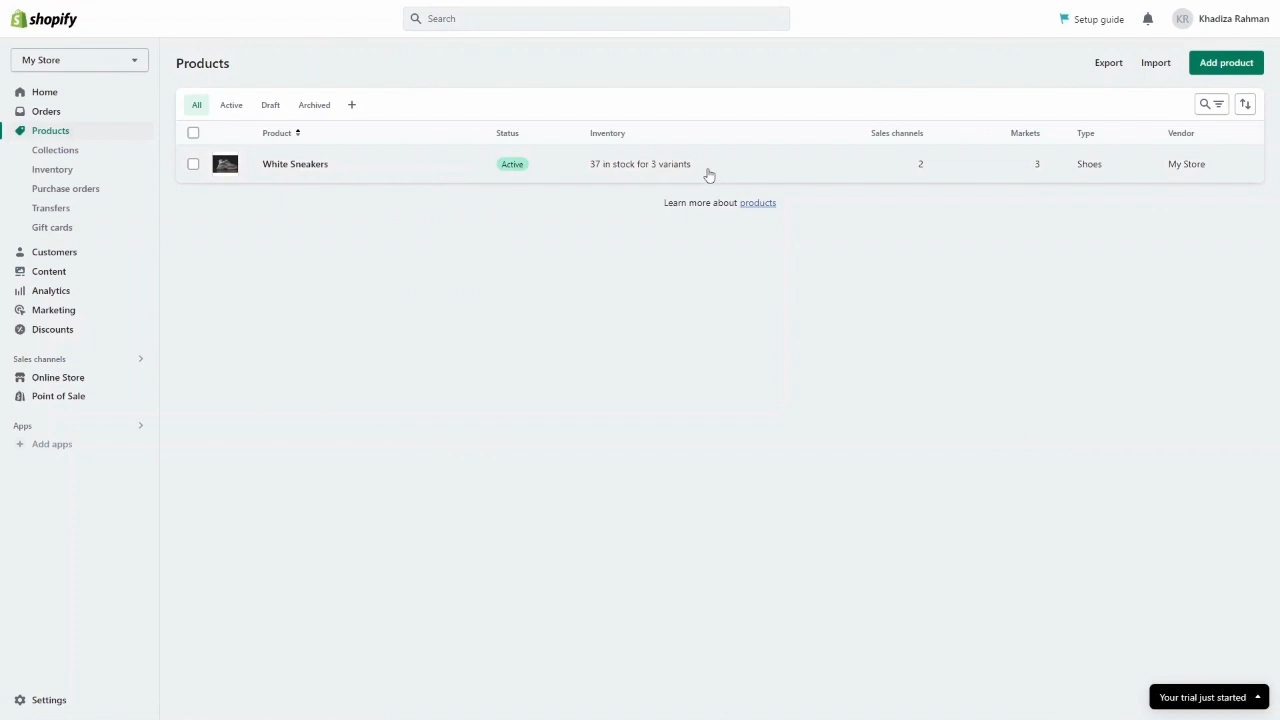 shopify
Search
Setup guide
KR
Khadiza Rahman
My Store
Home
Orders
Products
Collections
Inventory
Purchase orders
Transfers
Gift cards
Customers
Content
Analytics
Marketing
Discounts
Sales channels
Online Store
Point of Sale
Apps
Add apps
Settings
Products
Export
Import
Add product
All
Active
Draft
Archived
Product
Status
Inventory
Sales channels
Markets
Type
Vendor
White Sneakers
Active
37 in stock for 3 variants
2
3
Shoes
My Store
Learn more about products
Your trial just started